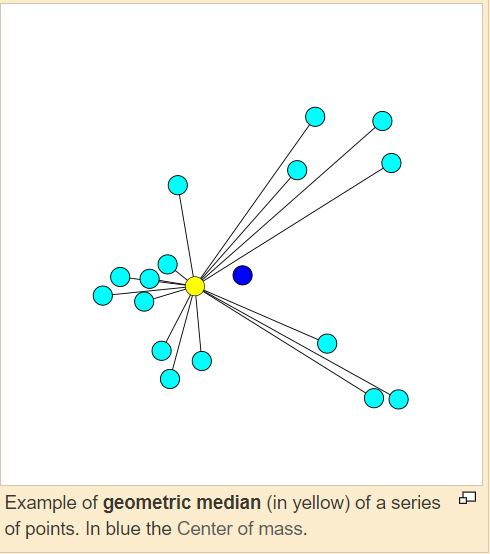 Example of geometric median (in yellow) of a series
of points. In blue the Center of mass.